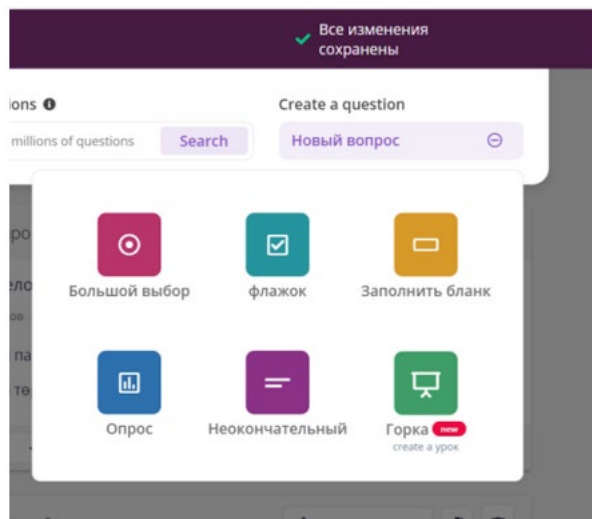 Все изменения
сохранены
ions
Create a question
millions of questions
Search
Новый вопрос
Большой выбор
флажок
Заполнить бланк
Опрос
Неокончательный
Горка new
create a урок